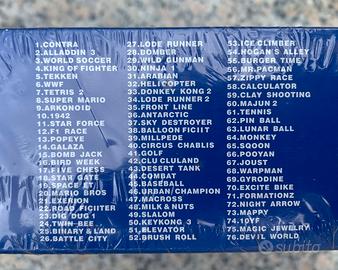 1.CONTRA
2.ALLADDIN 3
3.WORLD SOCCER
4.KING OF FIGHTER
5.TEKKEN
6.WWF
7.TETRIS 2
8.SUPER MARIO
9.ARKONOID
10.1942
11.STAR FORCE
12.F1 RACE
13.POPEYE
14.GALAZA
15.BOMB JACK
16.BIRD WEEK
17.FIVE CHESS
18.STAR GATE
19.SPACE ET
20.MARIO BROS
21.EXERION
22.ROAD FIGHTER
23.DIG DUG 1
24.TWIN BEE
25.BINARY LAND
26.BATTLE CITY
27.LODE RUNNER
28.BOMBER
29.WILD GUNMAN
30.NINJA 1
31.ARABIAN
32.HELICOPTER
33.DONKEY KONG 2
34.LODE RUNNER 2
35.FRONT LINE
36.ANTARCTIC
37.SKY DESTROYER
38.BALLOON FICIIT
39.MILLPEDE
40.CIRCUS CHABLIS
41.GOLF
42.CLU CLULAND
43.DESERT TANK
44.COMBAT
45.BASEBALL
46.URBAN CHAMPION
47.MACROSS
48.MILK & NUTS
49.SLALOM
50.KEYKONG 3
51.ELEVATOR
52.BRUSH ROLL
53.ICE CLIMBER
54.HOGAN'S ALLEY
55.BURGER TIME
56.MR.PACMAN
57.ZIPPY RACE
58.CALCULATOR
59.CLAY SHOOTING
60.MAJUN 2
61.TENNIS
62.PIN BALL
63.LUNAR BALL
64.MONKEY
65.SQOON
66.POOYAN
67.JOUST
68.WARPMAN
69.GYRODINE
70.EXCITE BIKE
71.FORMATIONZ
72.NIGHT ARROW
73.MAPPY
74.10YF
75.MAGIC JEWELRY
76.DEVIL WORLD
subito